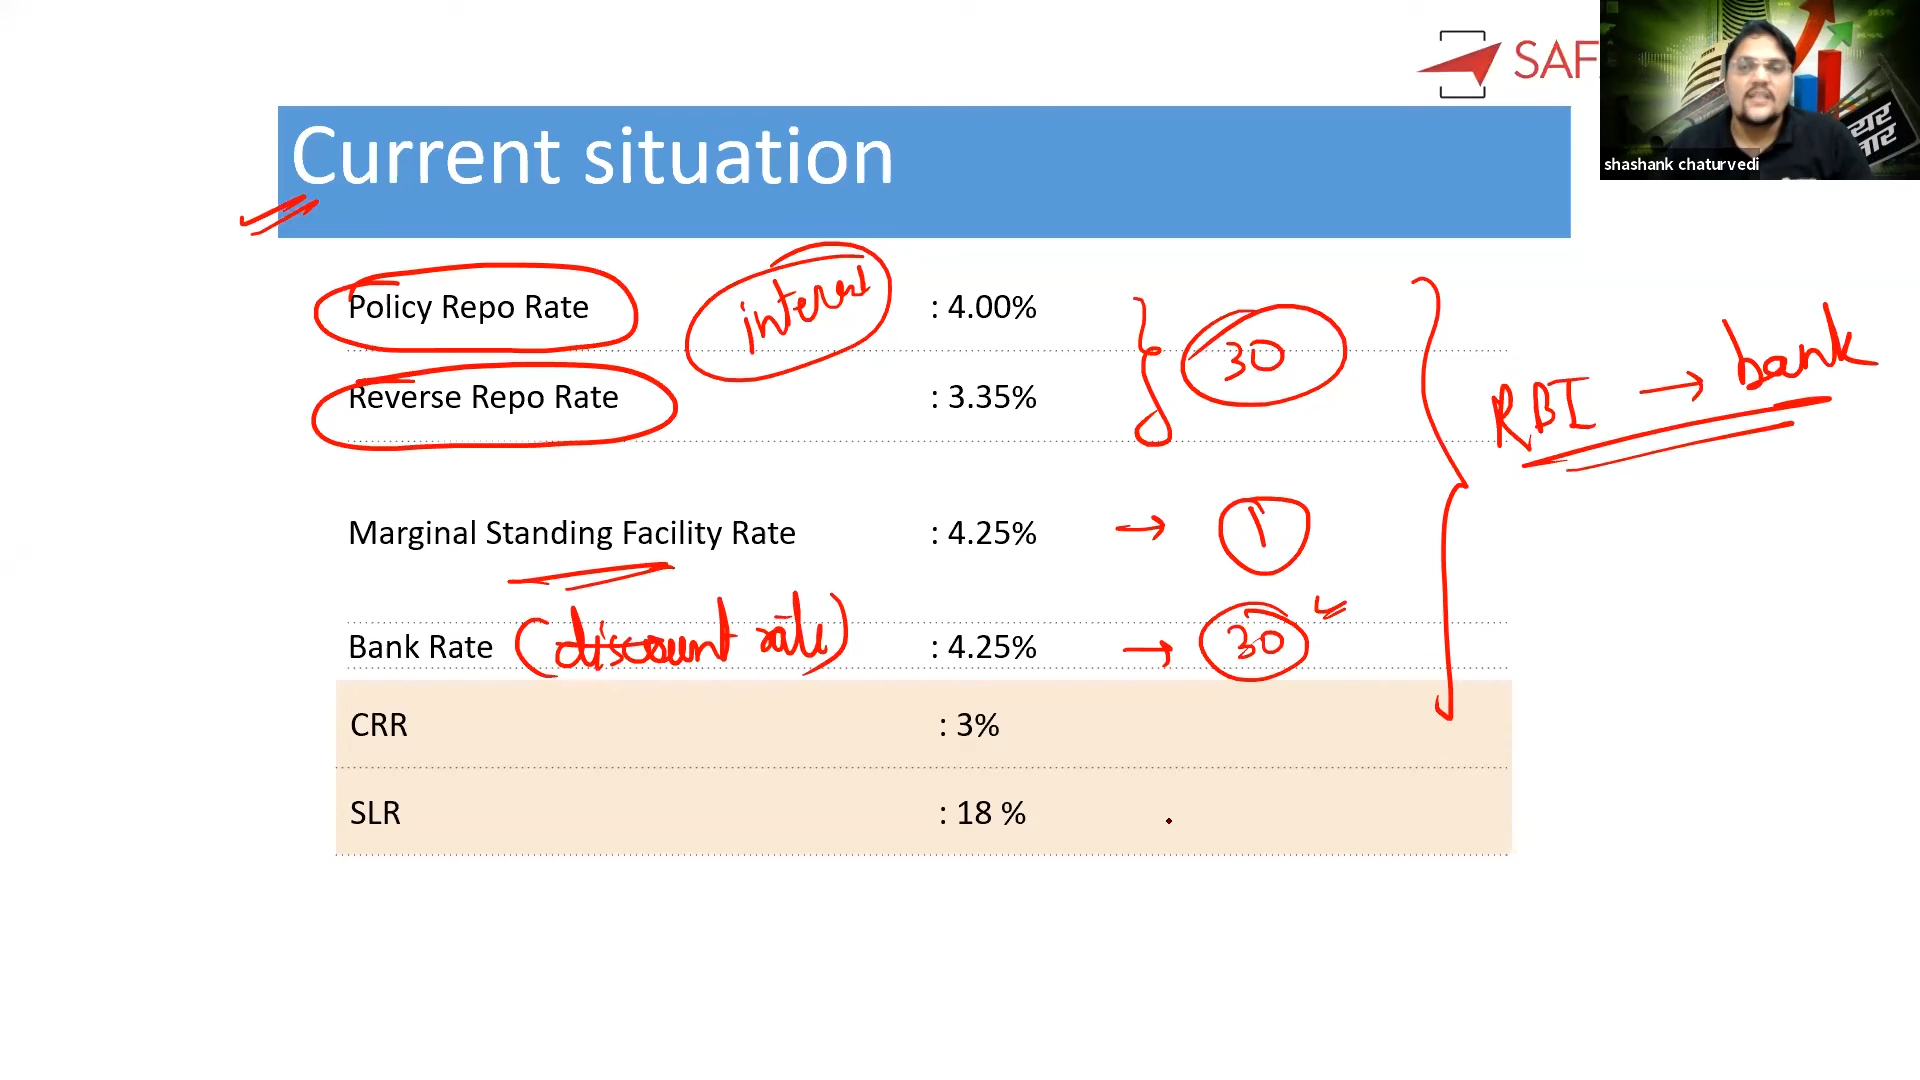 SAF
Current situation
shashank chaturvedi
Policy Repo Rate interest : 4.00%
30
RBI → bank
Reverse Repo Rate : 3.35%
Marginal Standing Facility Rate : 4.25% → 1
Bank Rate (discount rate) : 4.25% → 30
CRR : 3%
SLR : 18 %